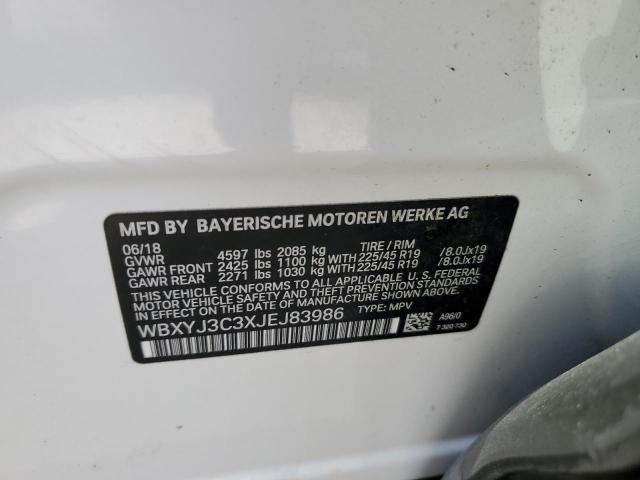 MFD BY BAYERISCHE MOTOREN WERKE AG
06/18 TIRE / RIM
GVWR 4597 lbs 2085 kg
GAWR FRONT 2425 lbs 1100 kg WITH 225/45 R19 /8.0Jx19
GAWR REAR 2271 lbs 1030 kg WITH 225/45 R19 /8.0Jx19
THIS VEHICLE CONFORMS TO ALL APPLICABLE U. S. FEDERAL
MOTOR VEHICLE SAFETY AND THEFT PREVENTION STANDARDS
IN EFFECT ON THE DATE OF MANUFACTURE SHOWN ABOVE.
WBXYJ3C3XJEJ83986 TYPE: MPV
A96/0
7 320 730